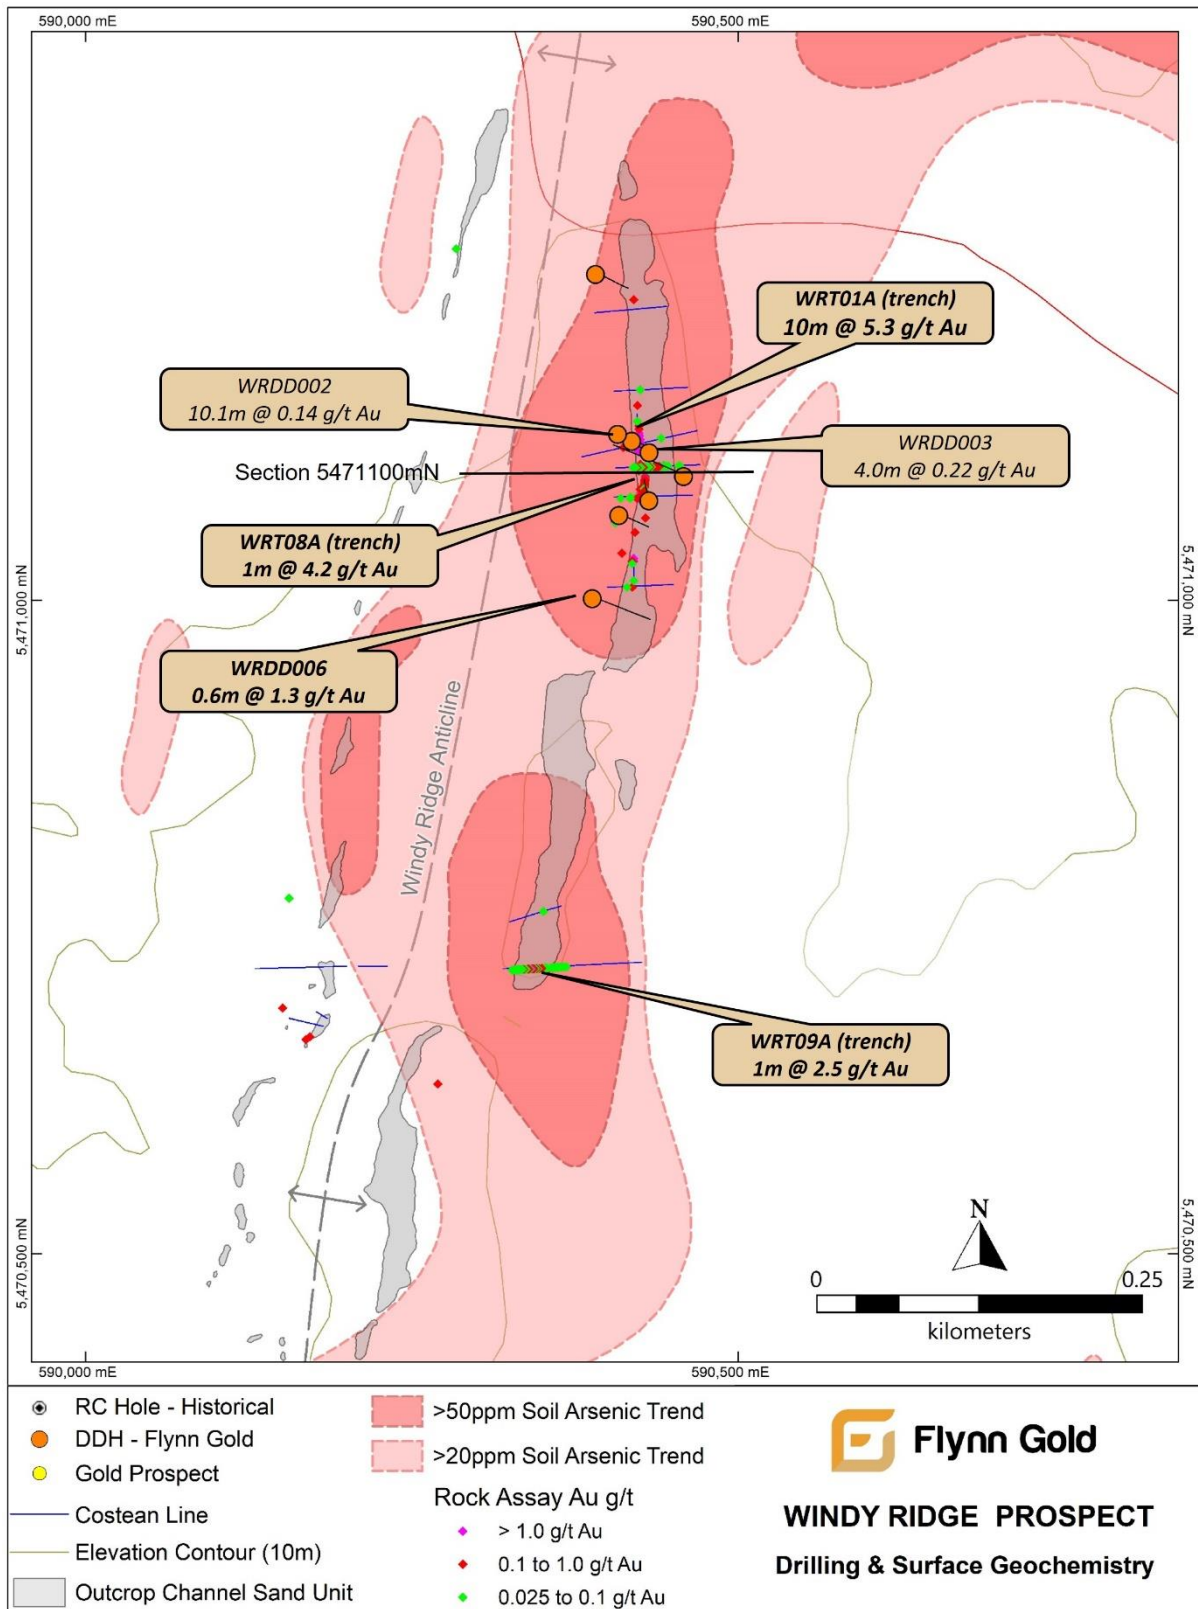 590,000 mE
590,500 mE
WRT01A (trench)
10m @ 5.3 g/t Au
WRDD002
10.1m @ 0.14 g/t Au
WRDD003
4.0m @ 0.22 g/t Au
Section 5471100mN
WRT08A (trench)
1m @ 4.2 g/t Au
5,471,000 mN
5,471,000 mN
WRDD006
0.6m @ 1.3 g/t Au
Windy Ridge Anticline
WRT09A (trench)
1m @ 2.5 g/t Au
5,470,500 mN
5,470,500 mN
N
0
0.25
kilometers
590,000 mE
590,500 mE
RC Hole - Historical
DDH - Flynn Gold
Gold Prospect
Costean Line
Elevation Contour (10m)
Outcrop Channel Sand Unit
>50ppm Soil Arsenic Trend
>20ppm Soil Arsenic Trend
Rock Assay Au g/t
> 1.0 g/t Au
0.1 to 1.0 g/t Au
0.025 to 0.1 g/t Au
Flynn Gold
WINDY RIDGE PROSPECT
Drilling & Surface Geochemistry